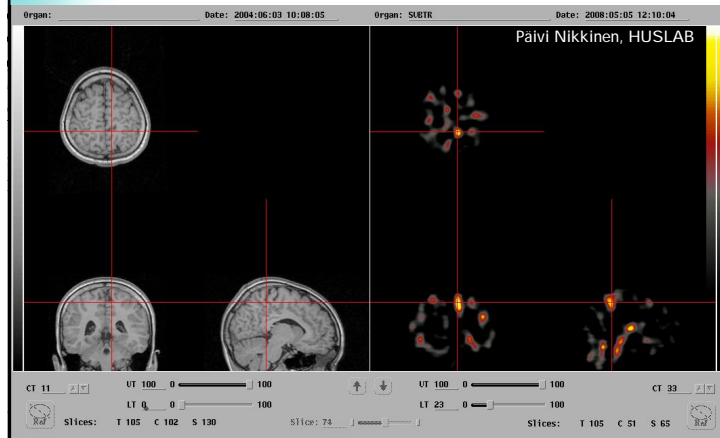 Organ: Date: 2004:06:03 10:08:05 Organ: SUBTR Date: 2008:05:05 12:10:04
Päivi Nikkinen, HUSLAB
CT 11 UT 100 0 100 UT 100 0 100 CT 33
LT 0 0 100 LT 23 0 100
Ref Slices: T 105 C 102 S 130 Slice: 74 Slices: T 105 C 51 S 65 Ref